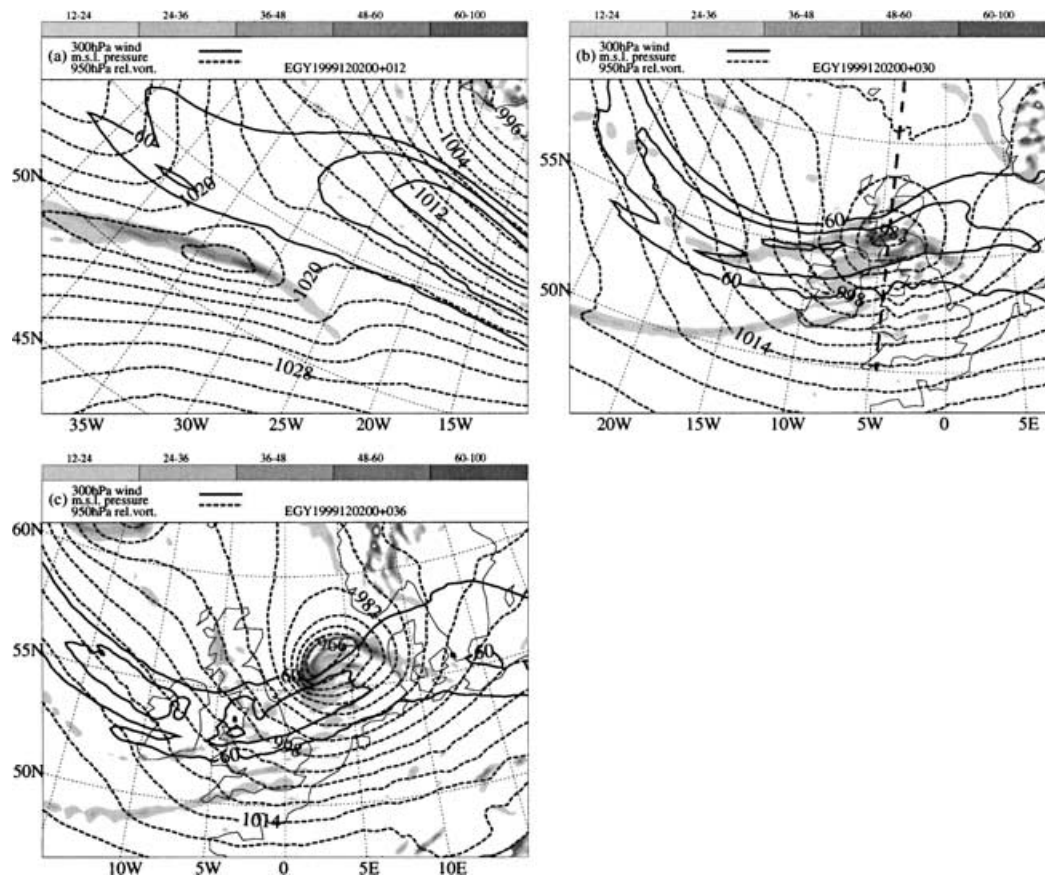 12-24 24-36 36-48 48-60 60-100
(a) 300hPa wind
m.s.l. pressure
950hPa rel.vort.
EGY1999120200+012
996
1004
50N
1020
1012
1020
45N
1028
35W 30W 25W 20W 15W
12-24 24-36 36-48 48-60 60-100
(b) 300hPa wind
m.s.l. pressure
950hPa rel.vort.
EGY1999120200+030
55N
60
60
998
50N
1014
20W 15W 10W 5W 0 5E
12-24 24-36 36-48 48-60 60-100
(c) 300hPa wind
m.s.l. pressure
950hPa rel.vort.
EGY1999120200+036
60N
982
55N
966
60
60
998
60
50N
1014
10W 5W 0 5E 10E